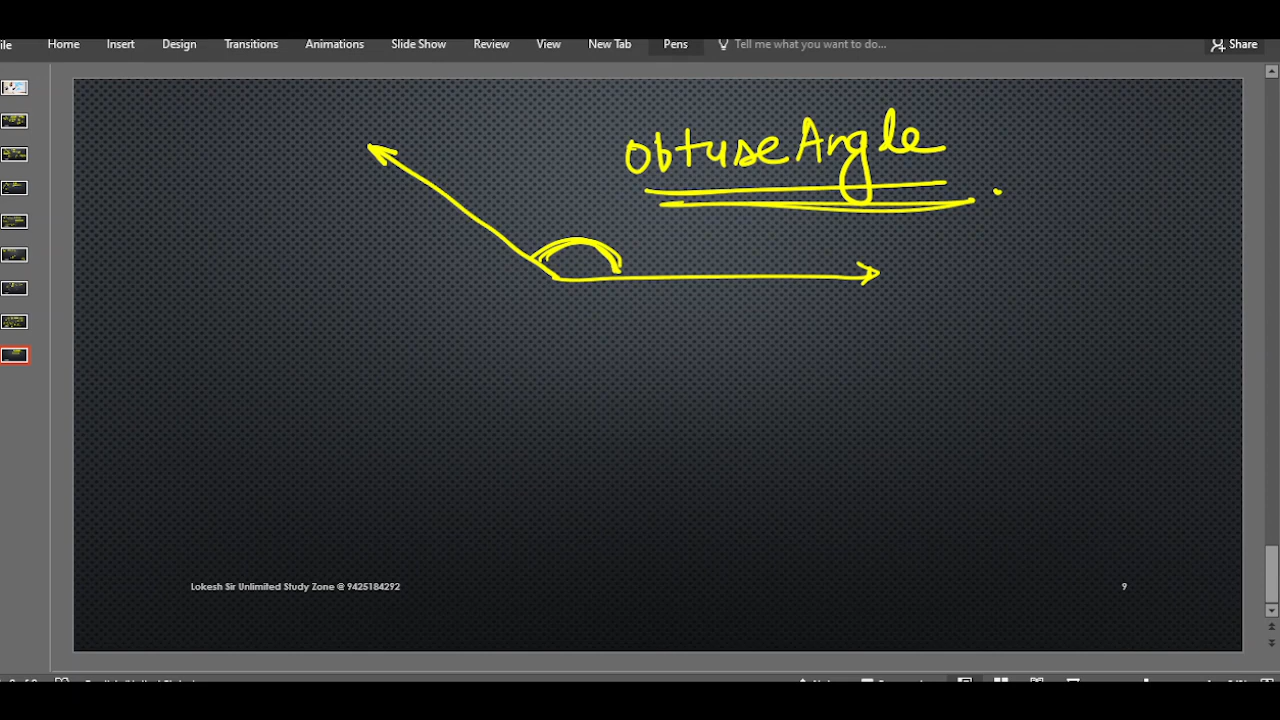 Home Insert Design Transitions Animations Slide Show Review View New Tab Pens Tell me what you want to do... Share
Obtuse Angle
Lokesh Sir Unlimited Study Zone @ 9425184292
9